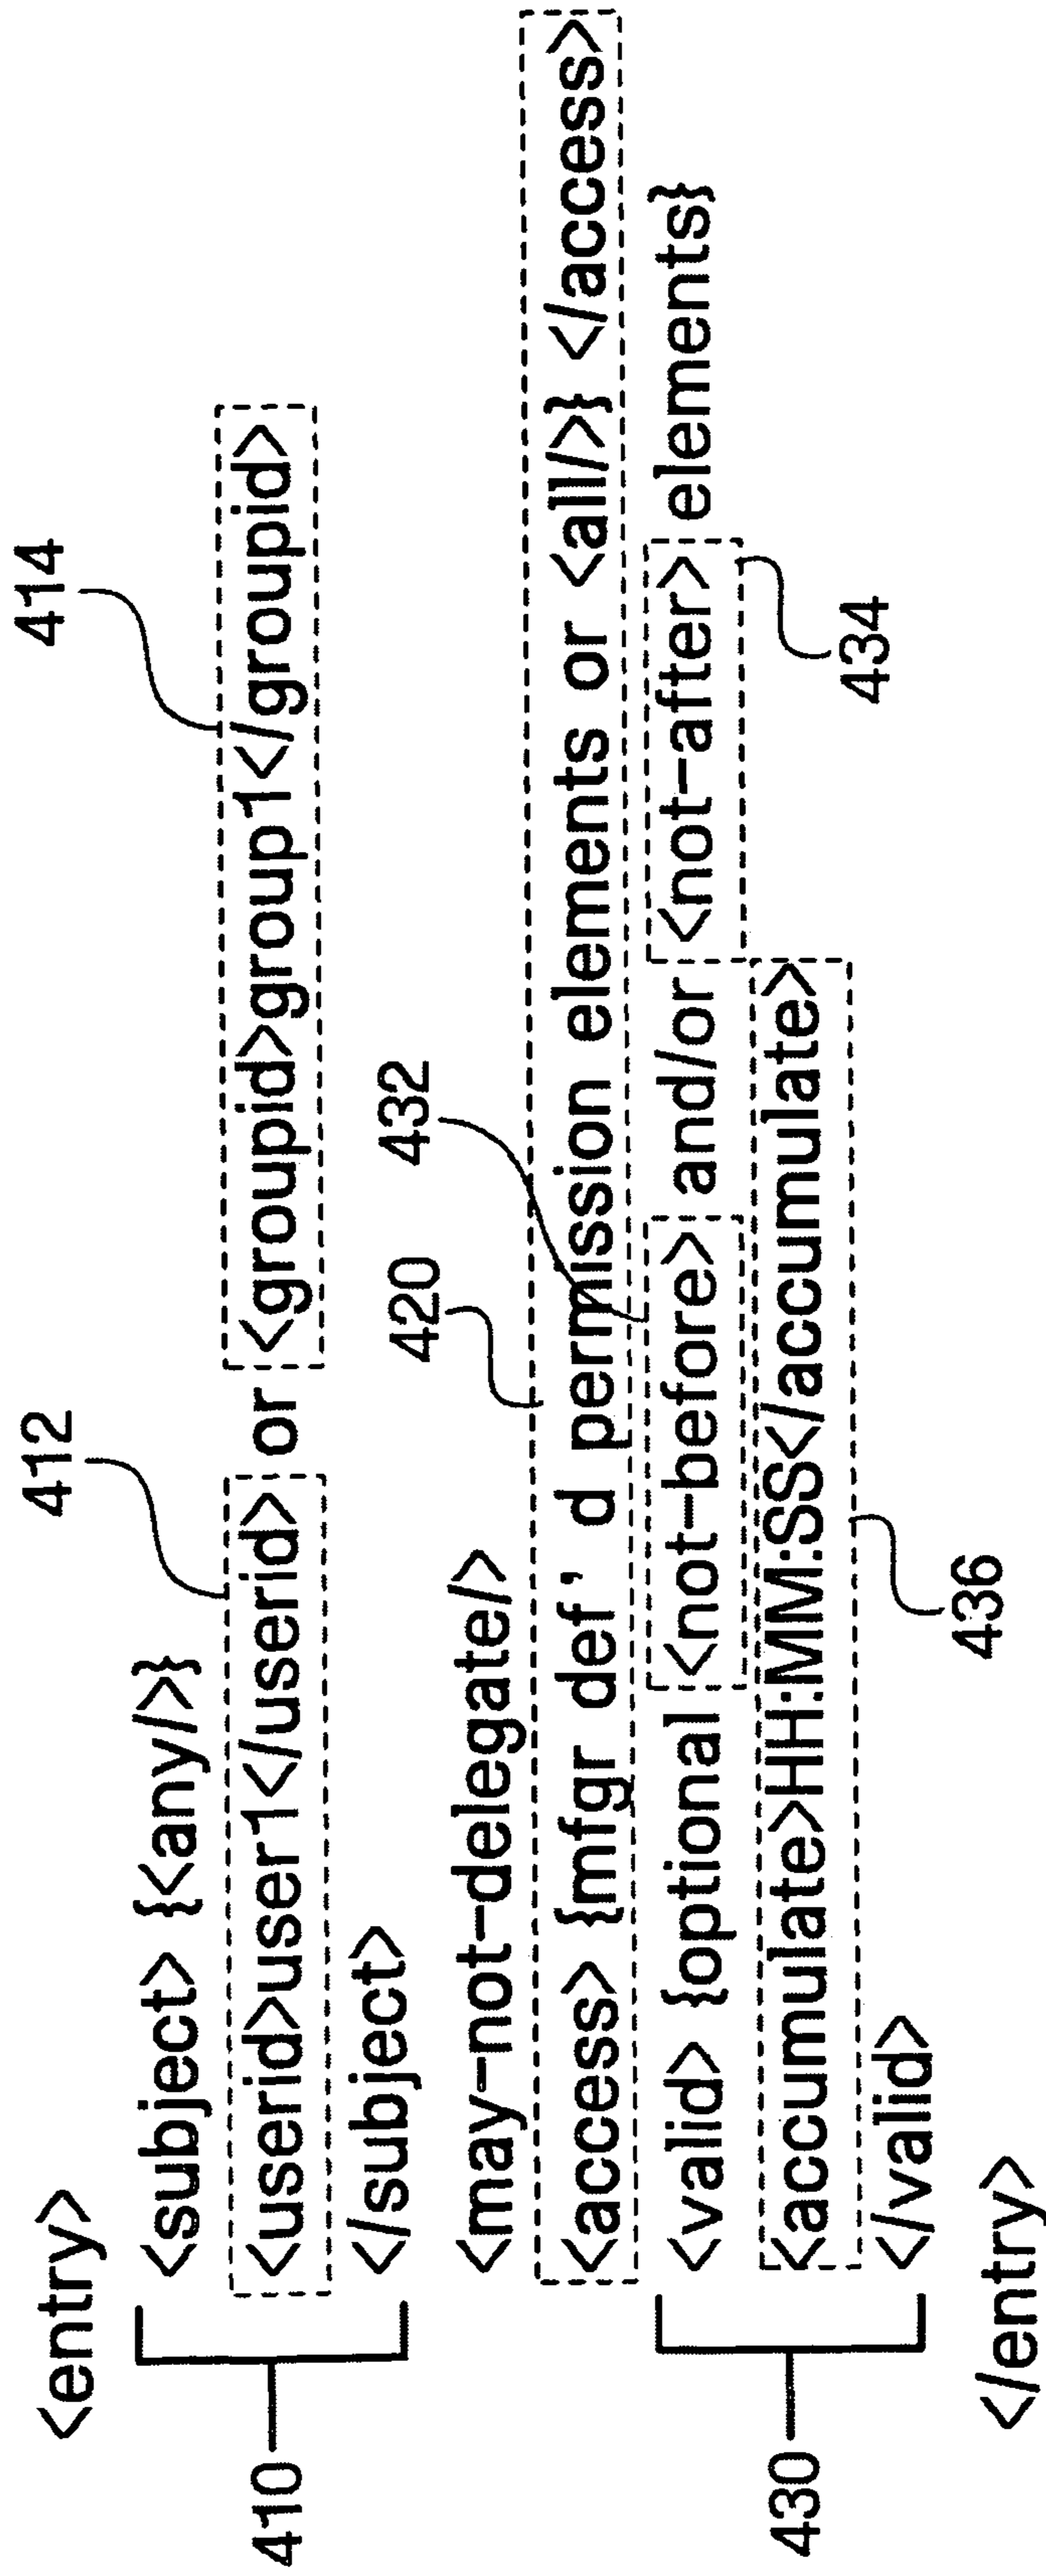 <entry>
412 414
<subject> {<any/>}
410 <userid>user1</userid> or <groupid>group1</groupid>
</subject>
420 432
<may-not-delegate/>
<access> {mfgr def' d permission elements or <all/>} </access>
<valid> {optional <not-before> and/or <not-after> elements}
430 <accumulate>HH:MM:SS</accumulate>
434
</valid>
436
</entry>